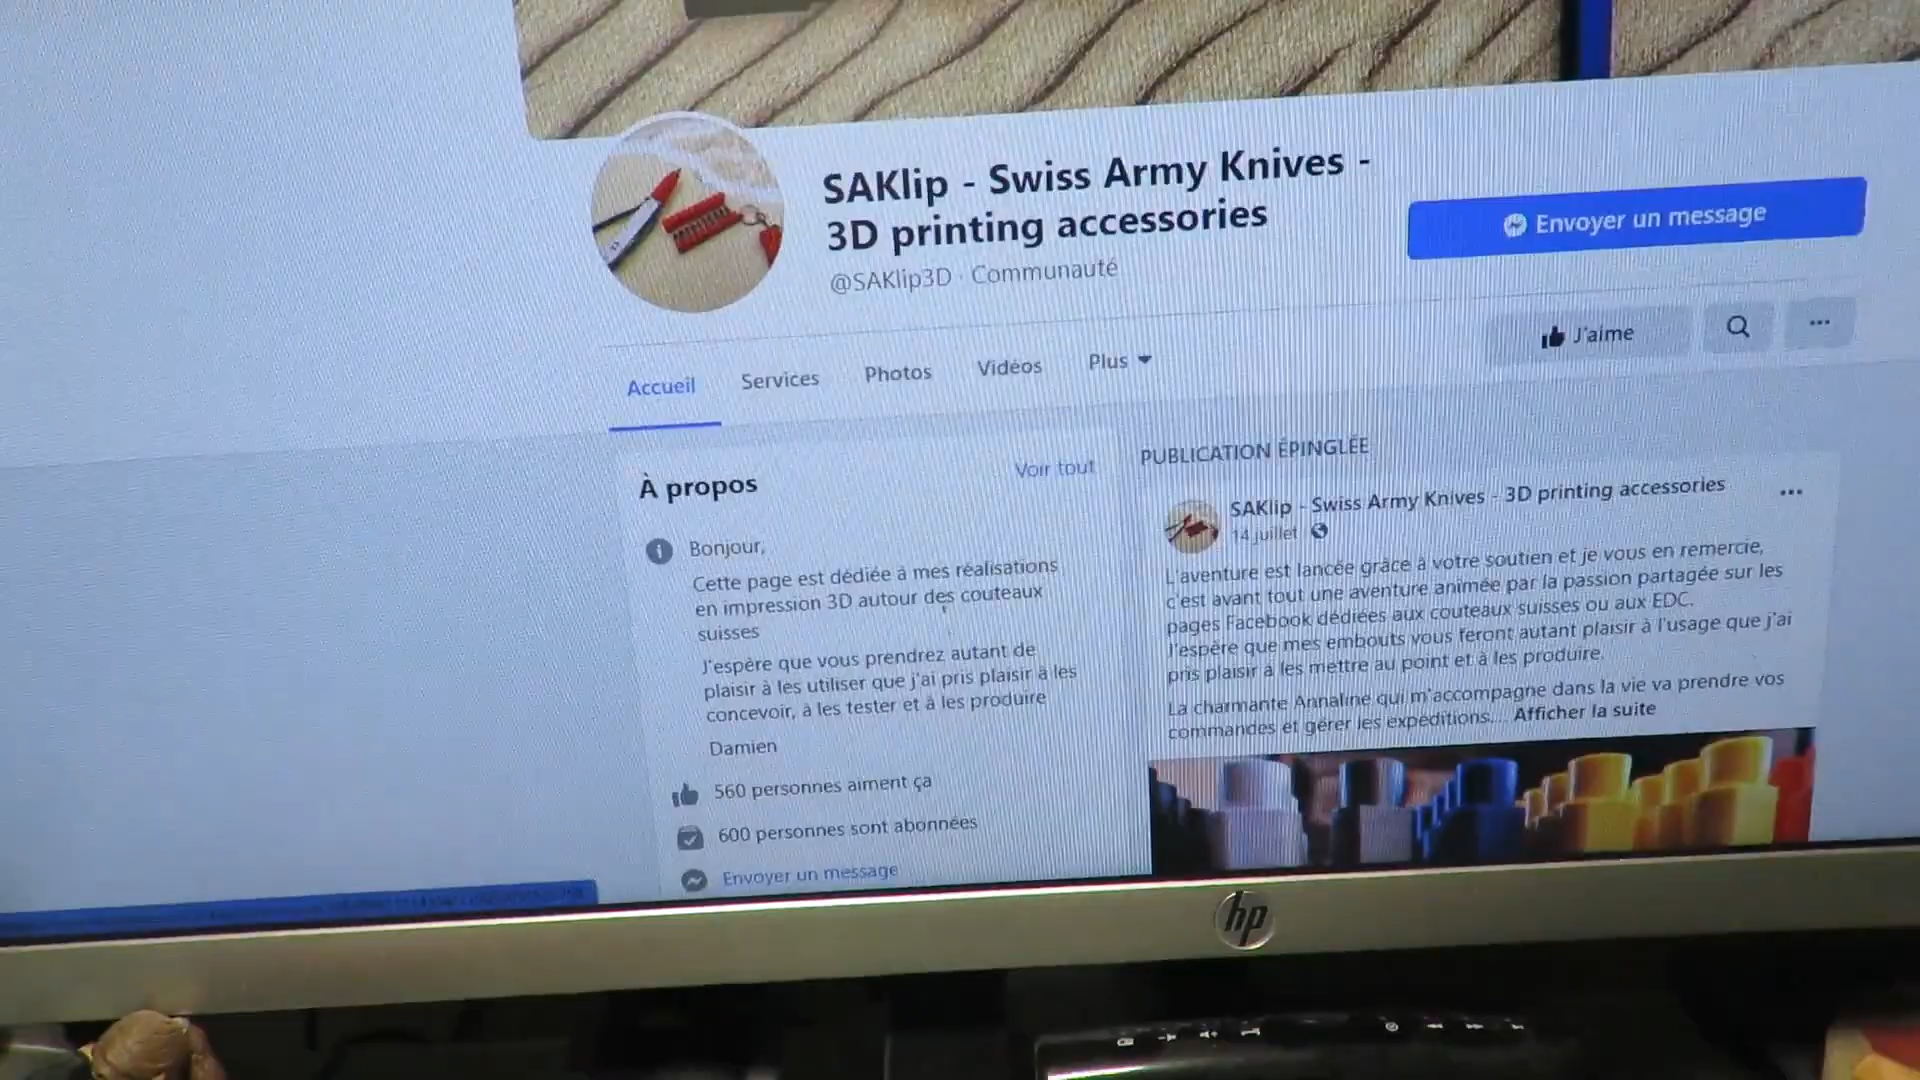 SAKlip - Swiss Army Knives -
3D printing accessories
@SAKlip3D · Communauté
Envoyer un message
J'aime
Accueil
Services
Photos
Vidéos
Plus
À propos
Voir tout
Bonjour,
Cette page est dédiée à mes réalisations
en impression 3D autour des couteaux
suisses
J'espère que vous prendrez autant de
plaisir à les utiliser que j'ai pris plaisir à les
concevoir, à les tester et à les produire
Damien
560 personnes aiment ça
600 personnes sont abonnées
Envoyer un message
PUBLICATION ÉPINGLÉE
SAKlip - Swiss Army Knives - 3D printing accessories
14 juillet
L'aventure est lancée grâce à votre soutien et je vous en remercie,
c'est avant tout une aventure animée par la passion partagée sur les
pages Facebook dédiées aux couteaux suisses ou aux EDC.
J'espère que mes embouts vous feront autant plaisir à l'usage que j'ai
pris plaisir à les mettre au point et à les produire.
La charmante Annaline qui m'accompagne dans la vie va prendre vos
commandes et gérer les expéditions.... Afficher la suite
hp